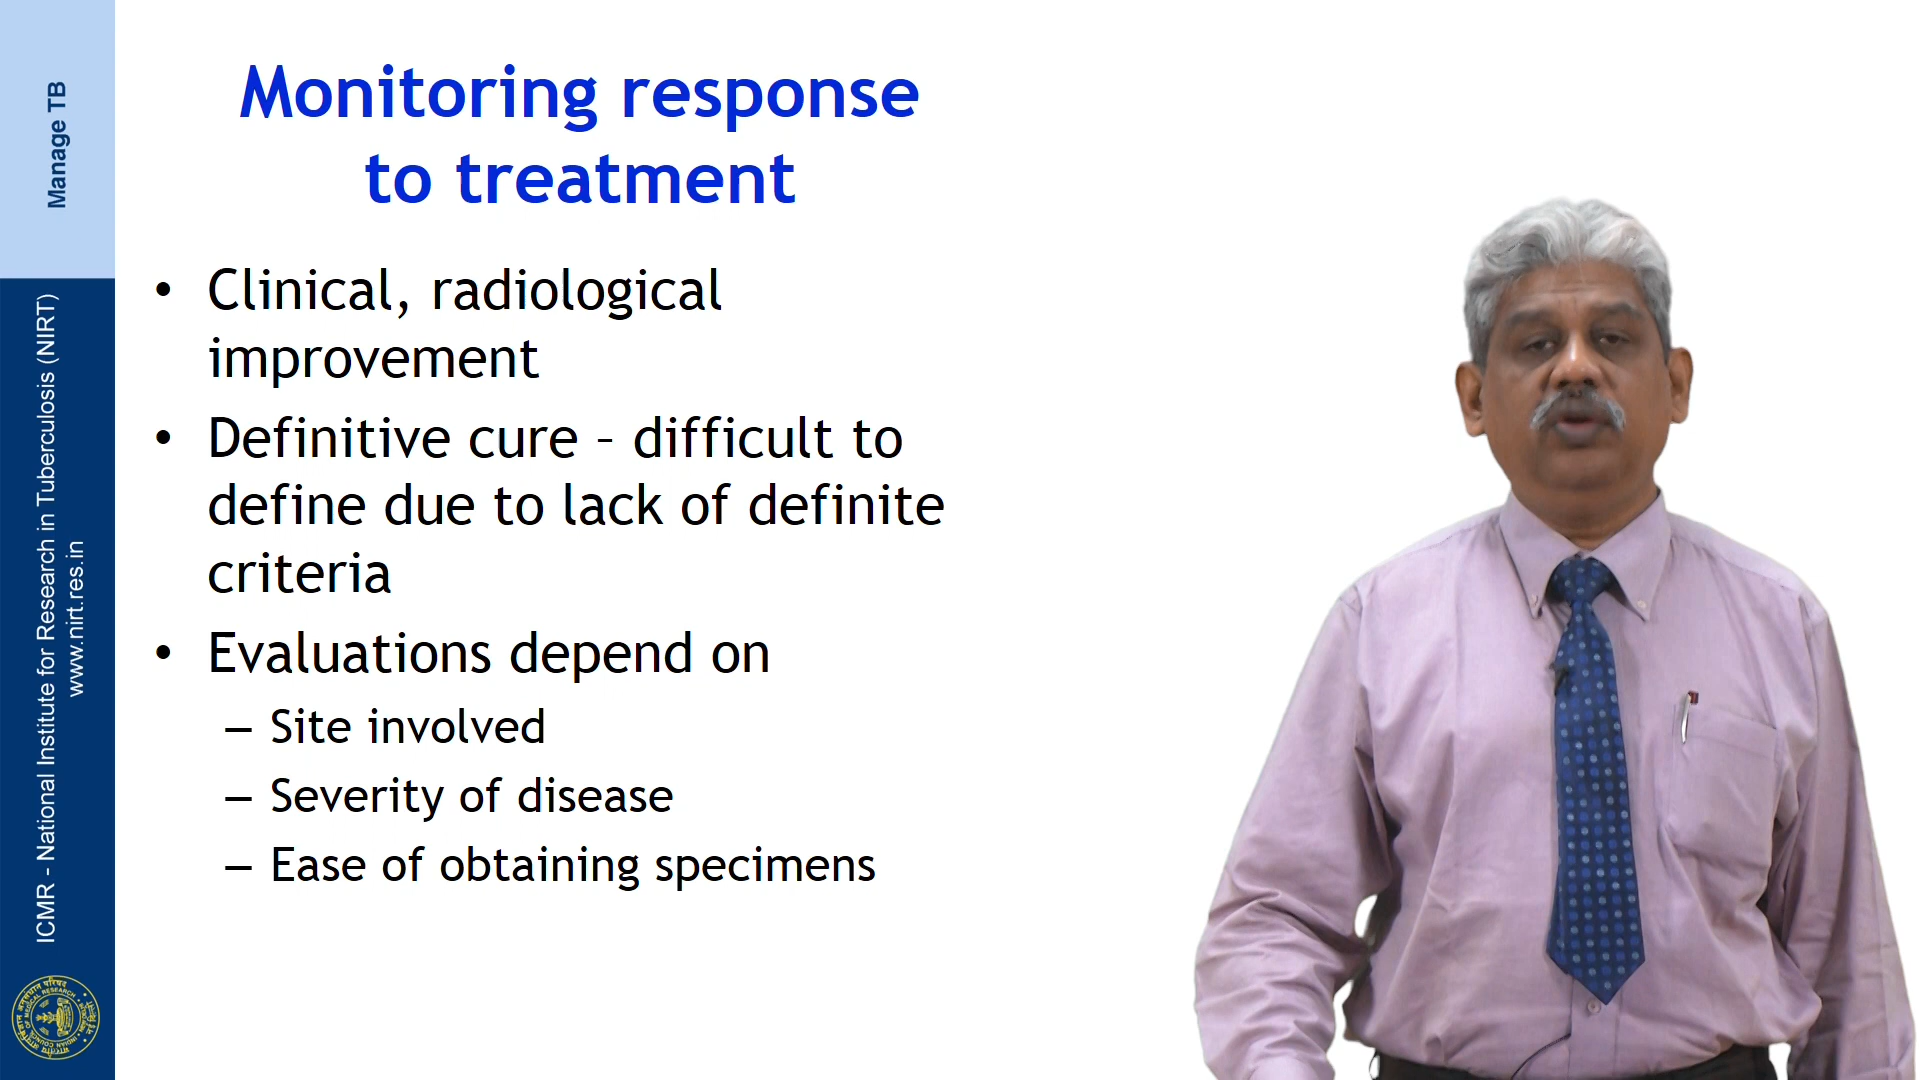 Manage TB
ICMR - National Institute for Research in Tuberculosis (NIRT)
www.nirt.res.in
Monitoring response
to treatment
• Clinical, radiological
improvement
• Definitive cure – difficult to
define due to lack of definite
criteria
• Evaluations depend on
– Site involved
– Severity of disease
– Ease of obtaining specimens